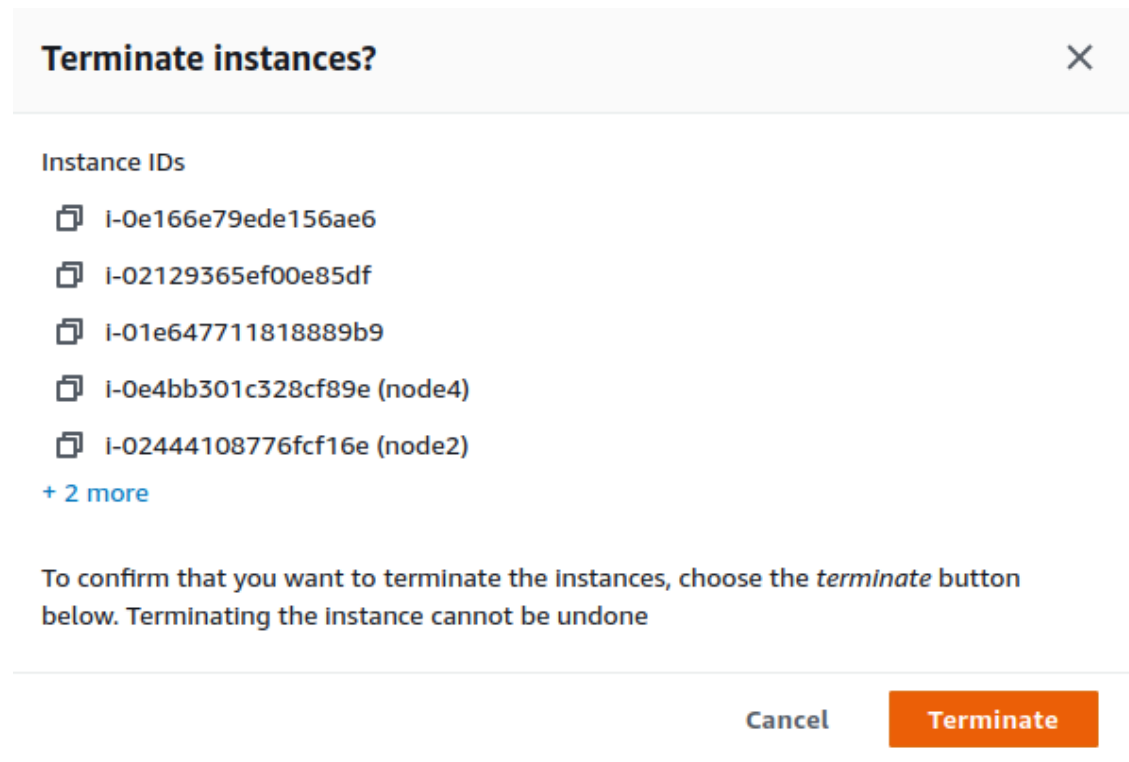 Terminate instances?
Instance IDs
i-0e166e79ede156ae6
i-02129365ef00e85df
i-01e647711818889b9
i-0e4bb301c328cf89e (node4)
i-02444108776fcf16e (node2)
+ 2 more
To confirm that you want to terminate the instances, choose the terminate button
below. Terminating the instance cannot be undone
Cancel
Terminate